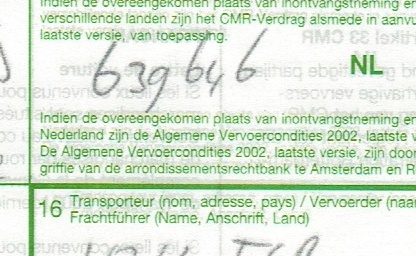 Indien de overeengekomen plaats van inontvangstneming en
verschillende landen zijn het CMR-Verdrag alsmede in aanvu
laatste versie, van toepassing.
639646
NL
Indien de overeengekomen plaats van inontvangstneming en
Nederland zijn de Algemene Vervoercondities 2002, laatste v
De Algemene Vervoercondities 2002, laatste versie, zijn door
griffie van de arrondissementsrechtbank te Amsterdam en R
16 Transporteur (nom, adresse, pays) / Vervoerder (naar
Frachtführer (Name, Anschrift, Land)